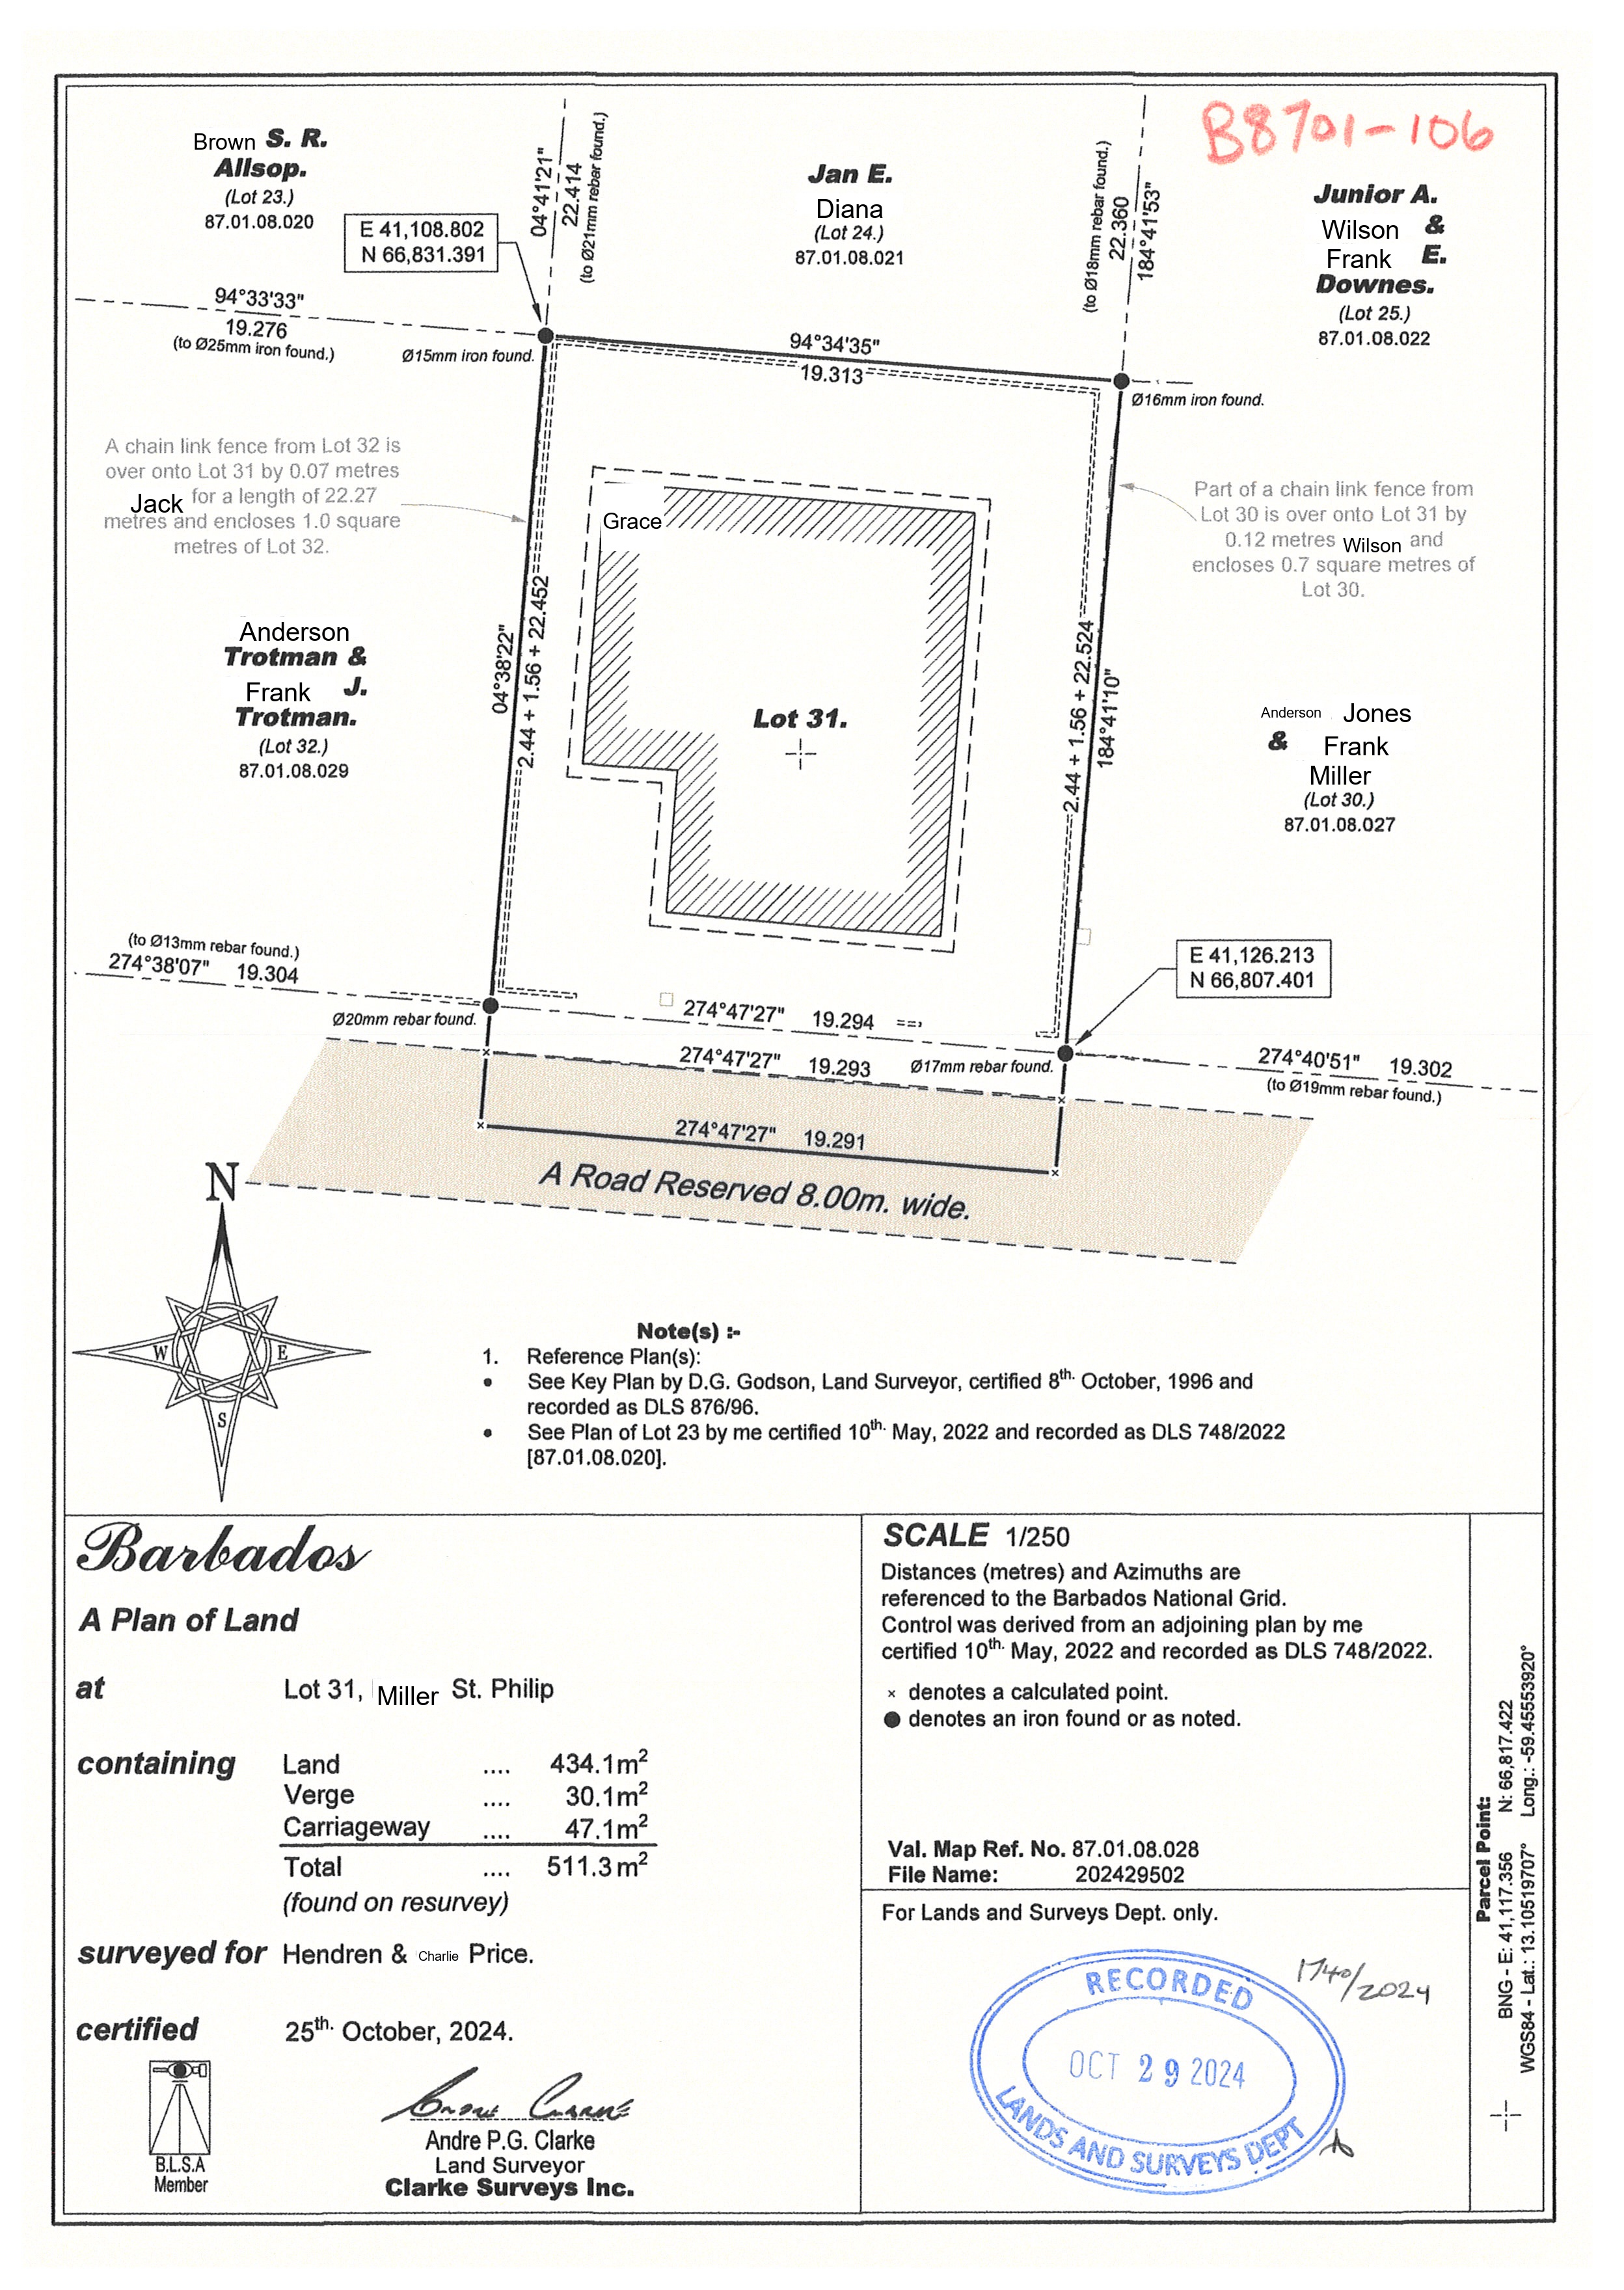 B8701-106
Brown S. R.
Allsop.
(Lot 23.)
87.01.08.020
E 41,108.802
N 66,831.391
04°41'21"
22.414
(to Ø21mm rebar found.)
Jan E.
Diana
(Lot 24.)
87.01.08.021
(to Ø18mm rebar found.)
22.360
184°41'53"
Junior A.
Wilson &
Frank E.
Downes.
(Lot 25.)
87.01.08.022
94°33'33"
19.276
(to Ø25mm iron found.)
Ø15mm iron found.
94°34'35"
19.313
Ø16mm iron found.
A chain link fence from Lot 32 is
over onto Lot 31 by 0.07 metres
Jack for a length of 22.27
metres and encloses 1.0 square
metres of Lot 32.
Grace
Part of a chain link fence from
Lot 30 is over onto Lot 31 by
0.12 metres Wilson and
encloses 0.7 square metres of
Lot 30.
Anderson
Trotman &
Frank J.
Trotman.
(Lot 32.)
87.01.08.029
04°38'22"
2.44 + 1.56 + 22.452
Lot 31.
2.44 + 1.56 + 22.524
184°41'10"
Anderson Jones
& Frank
Miller
(Lot 30.)
87.01.08.027
(to Ø13mm rebar found.)
274°38'07" 19.304
Ø20mm rebar found.
274°47'27" 19.294
E 41,126.213
N 66,807.401
274°47'27" 19.293
Ø17mm rebar found.
274°40'51" 19.302
(to Ø19mm rebar found.)
274°47'27" 19.291
A Road Reserved 8.00m. wide.
N
W E
S
Note(s) :-
1. Reference Plan(s):
• See Key Plan by D.G. Godson, Land Surveyor, certified 8th. October, 1996 and
recorded as DLS 876/96.
• See Plan of Lot 23 by me certified 10th. May, 2022 and recorded as DLS 748/2022
[87.01.08.020].
Barbados
A Plan of Land
at Lot 31, Miller St. Philip
containing Land .... 434.1m²
Verge .... 30.1m²
Carriageway .... 47.1m²
Total .... 511.3m²
(found on resurvey)
surveyed for Hendren & Charlie Price.
certified 25th. October, 2024.
B.L.S.A
Member
Andre P.G. Clarke
Land Surveyor
Clarke Surveys Inc.
SCALE 1/250
Distances (metres) and Azimuths are
referenced to the Barbados National Grid.
Control was derived from an adjoining plan by me
certified 10th. May, 2022 and recorded as DLS 748/2022.
× denotes a calculated point.
● denotes an iron found or as noted.
Val. Map Ref. No. 87.01.08.028
File Name: 202429502
For Lands and Surveys Dept. only.
1740/2024
RECORDED
OCT 29 2024
LANDS AND SURVEYS DEPT
Parcel Point:
BNG - E: 41,117.356 N: 66,817.422
WGS84 - Lat.: 13.10519707° Long.: -59.45553920°